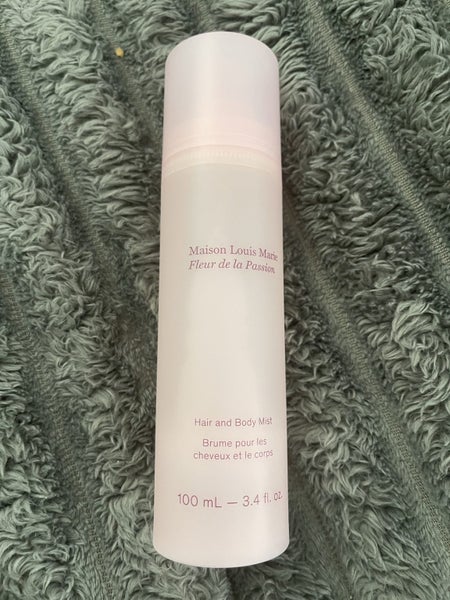 Maison Louis Marie
Fleur de la Passion
Hair and Body Mist
Brume pour les
cheveux et le corps
100 mL — 3.4 fl. oz.